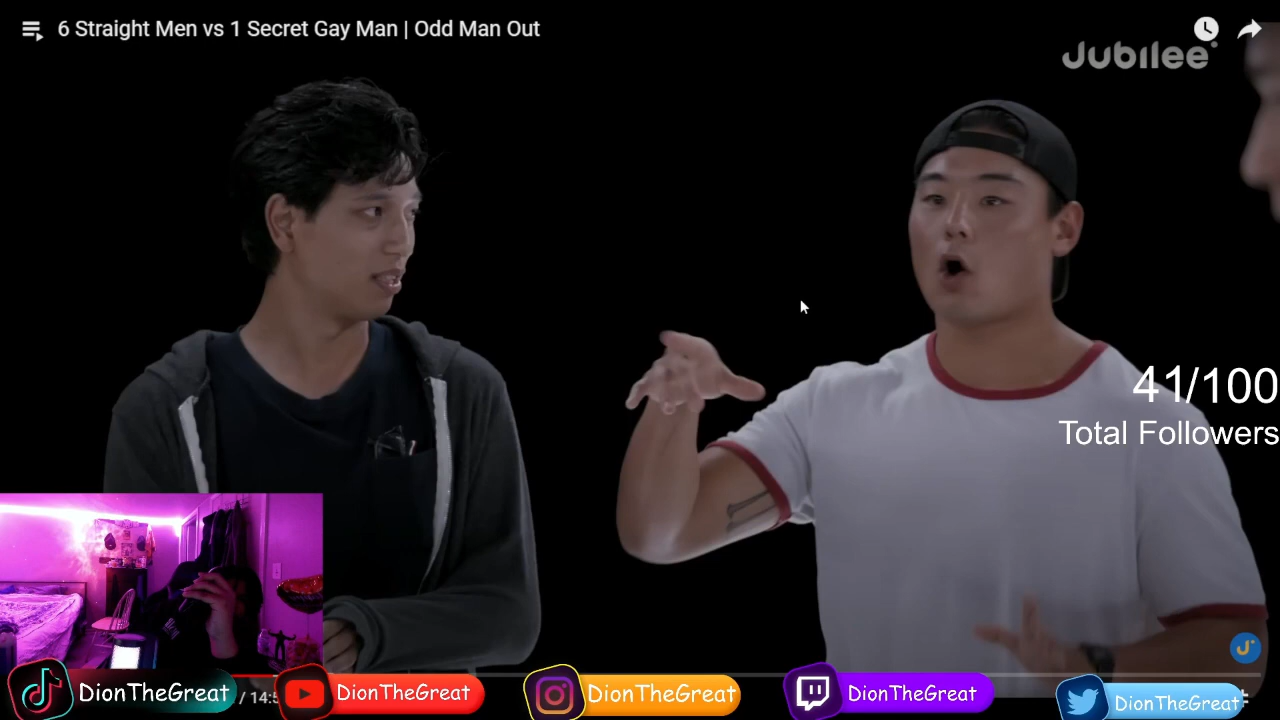 6 Straight Men vs 1 Secret Gay Man | Odd Man Out
Jubilee
41/100
Total Followers
DionTheGreat
DionTheGreat
DionTheGreat
DionTheGreat
DionTheGreat